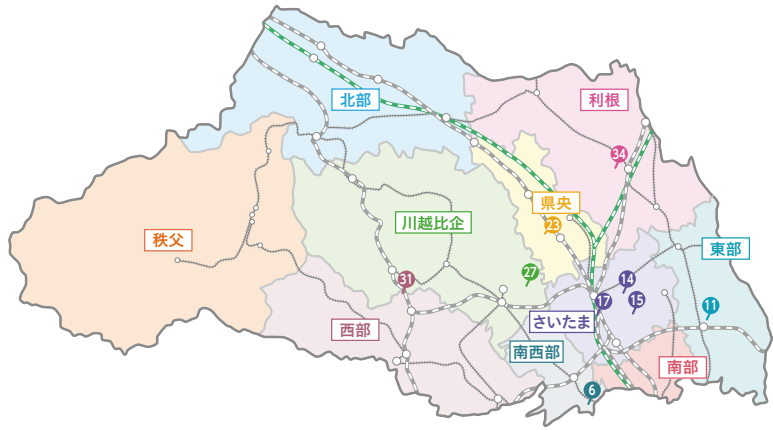 北部
利根
34
県央
23
秩父
川越比企
東部
27
31
14
17
15
11
さいたま
西部
南西部
南部
6